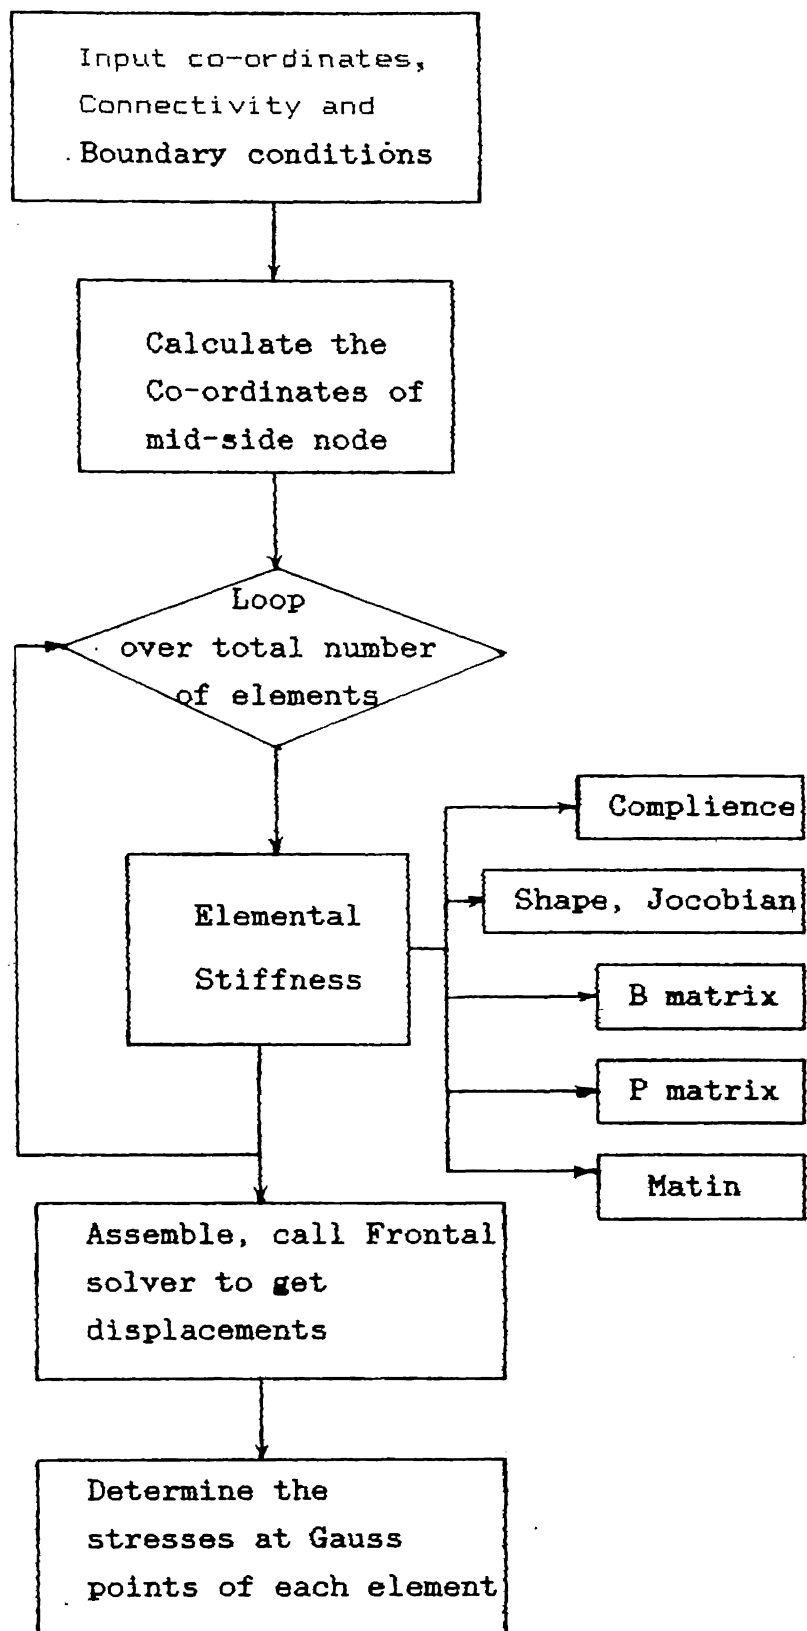 Input co-ordinates,
Connectivity and
Boundary conditions
Calculate the
Co-ordinates of
mid-side node
Loop
over total number
of elements
Complience
Shape, Jocobian
Elemental
Stiffness
B matrix
P matrix
Matin
Assemble, call Frontal
solver to get
displacements
Determine the
stresses at Gauss
points of each element